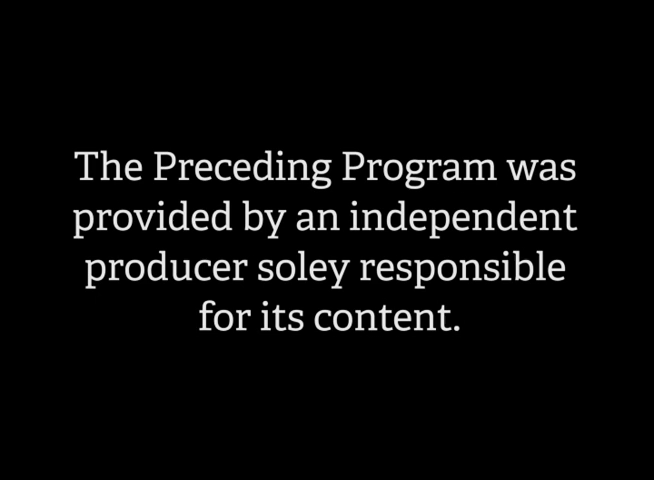 The Preceding Program was
provided by an independent
producer soley responsible
for its content.